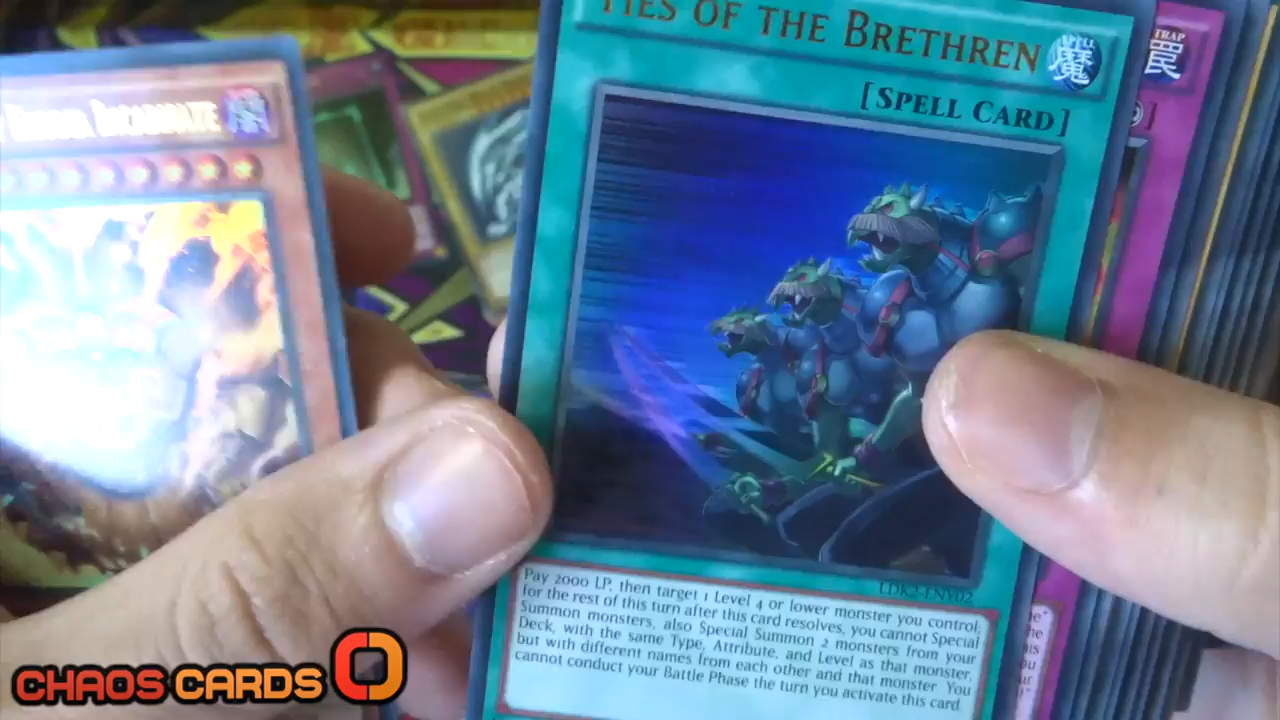 TIES OF THE BRETHREN
魔
[SPELL CARD]
TRAP
罠
INCARNATE
LDK2-ENY02
Pay 2000 LP, then target 1 Level 4 or lower monster you control;
for the rest of this turn after this card resolves, you cannot Special
Summon monsters, also Special Summon 2 monsters from your
Deck, with the same Type, Attribute, and Level as that monster,
but with different names from each other and that monster. You
cannot conduct your Battle Phase the turn you activate this card.
CHAOS CARDS